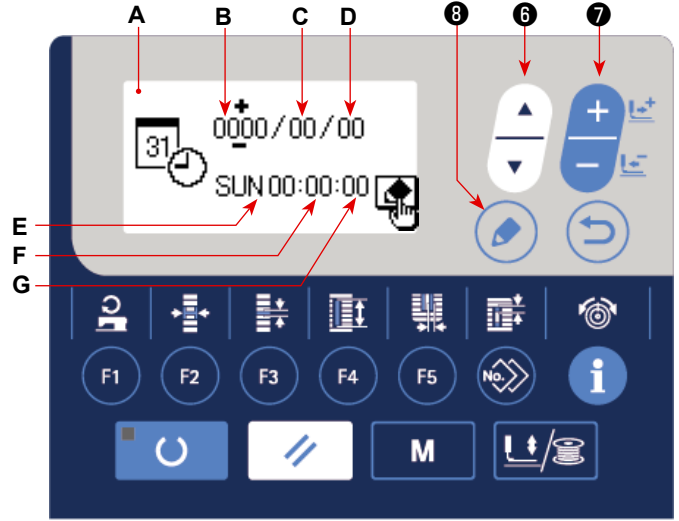 A B C D ❽ ❻ ❼
0000/00/00
31
SUN 00:00:00
E
F
G
F1 F2 F3 F4 F5 No. i
M